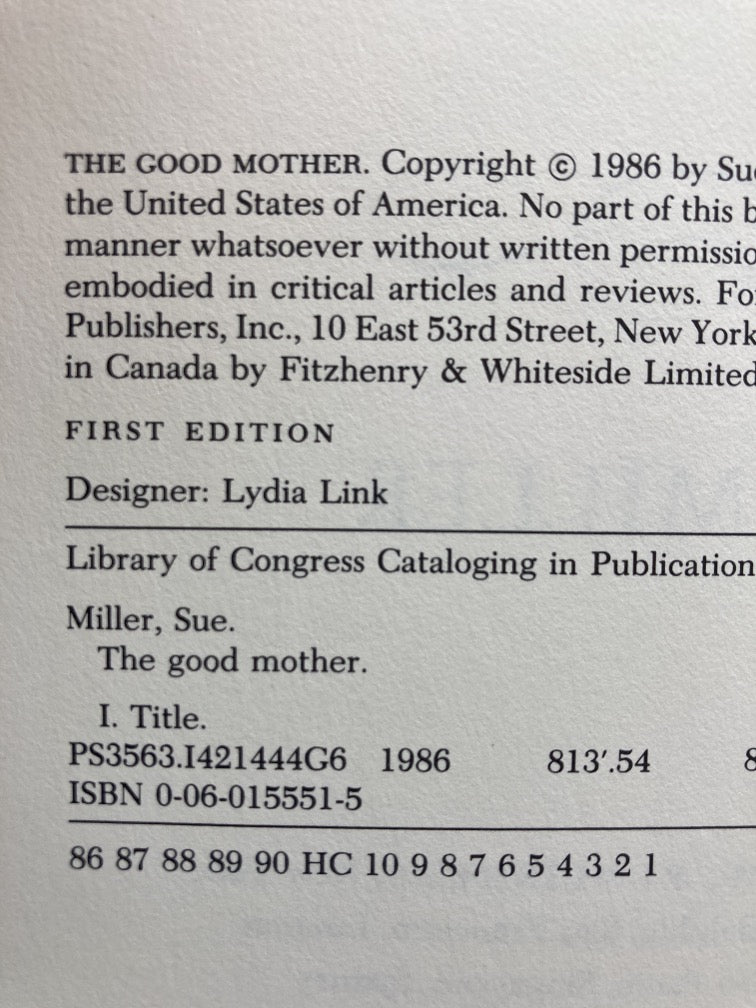 THE GOOD MOTHER. Copyright © 1986 by Sue
the United States of America. No part of this
manner whatsoever without written
embodied in critical articles and reviews.
Publishers, Inc., 10 East 53rd Street, New York
in Canada by Fitzhenry & Whiteside Limited
FIRST EDITION
Designer: Lydia Link
Library of Congress Cataloging in Publication
Miller, Sue.
The good mother.
I. Title.
PS3563.I421444G6 1986 813'.54
ISBN 0-06-015551-5
86 87 88 89 90 HC 10 9 8 7 6 5 4 3 2 1